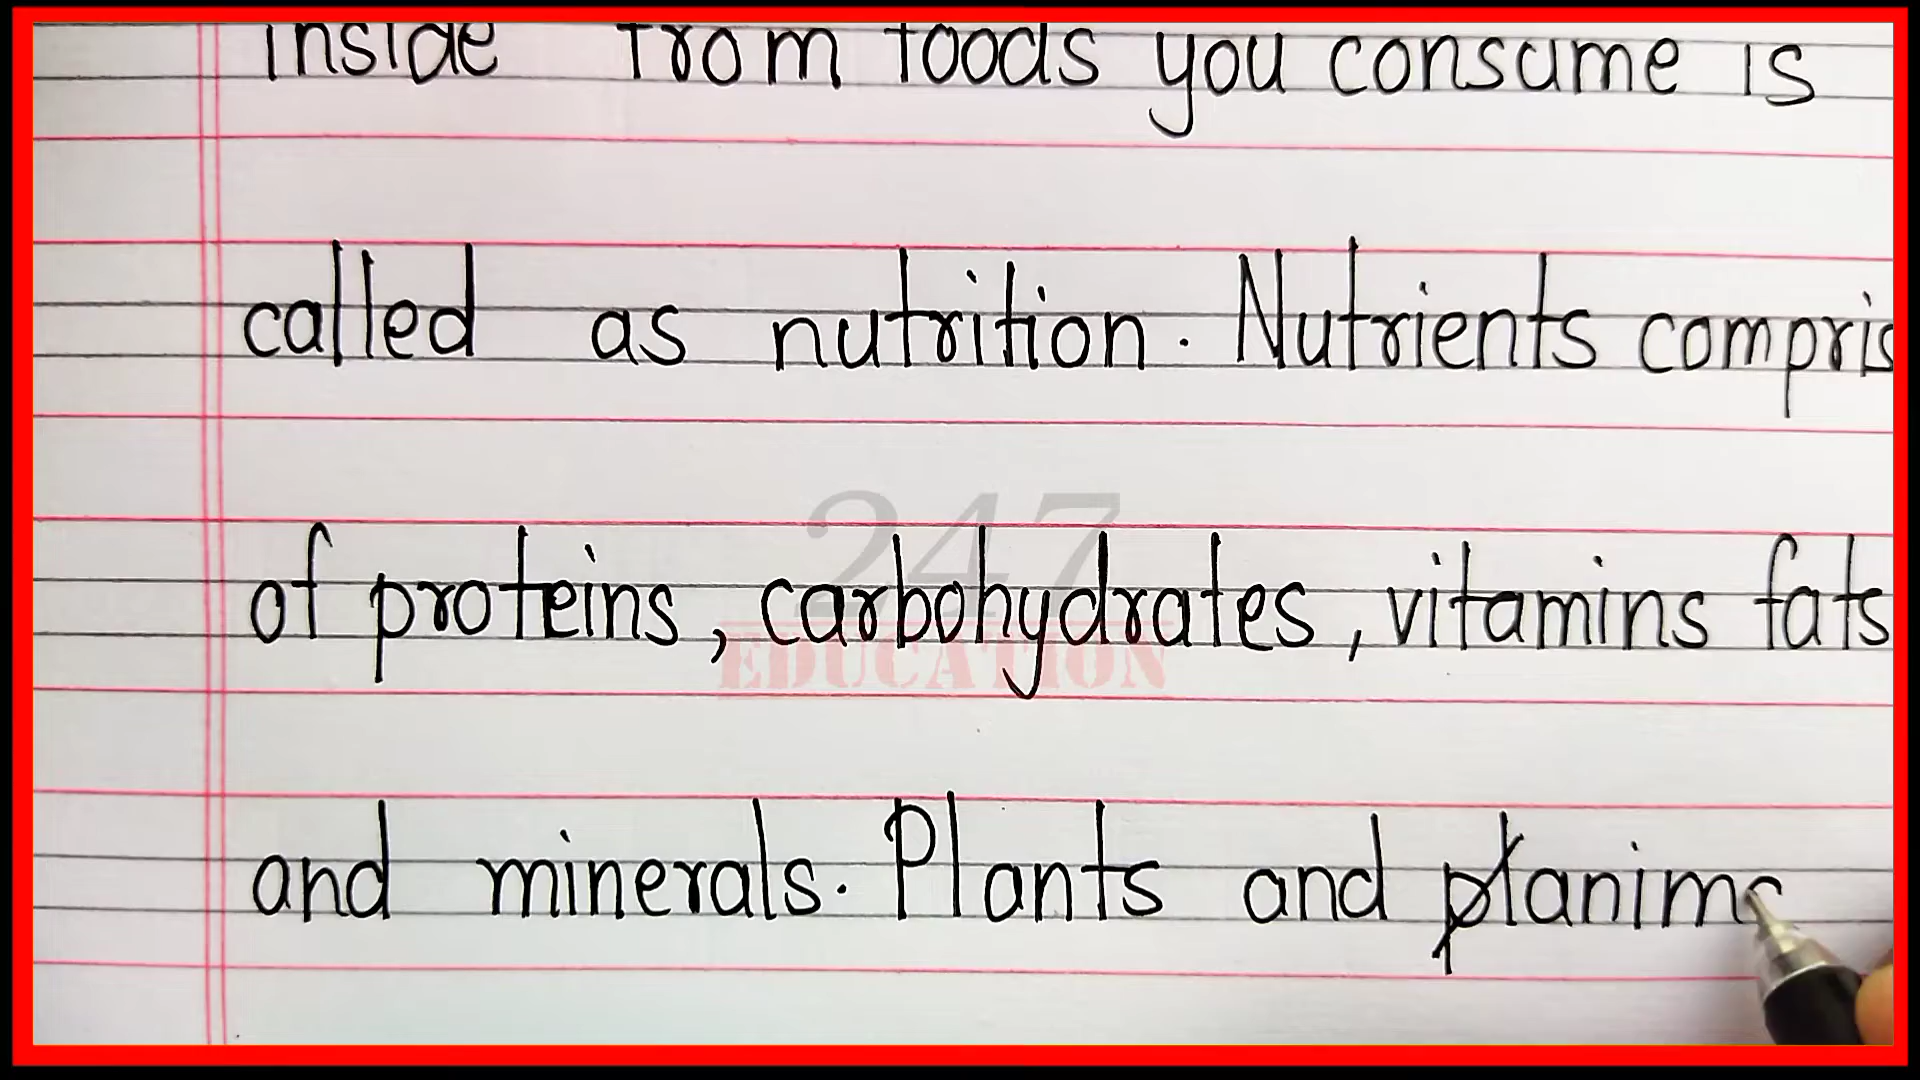 inside from foods you consume is
called as nutrition. Nutrients compris
of proteins, carbohydrates, vitamins fats
247
EDUCATION
and minerals. Plants and anim